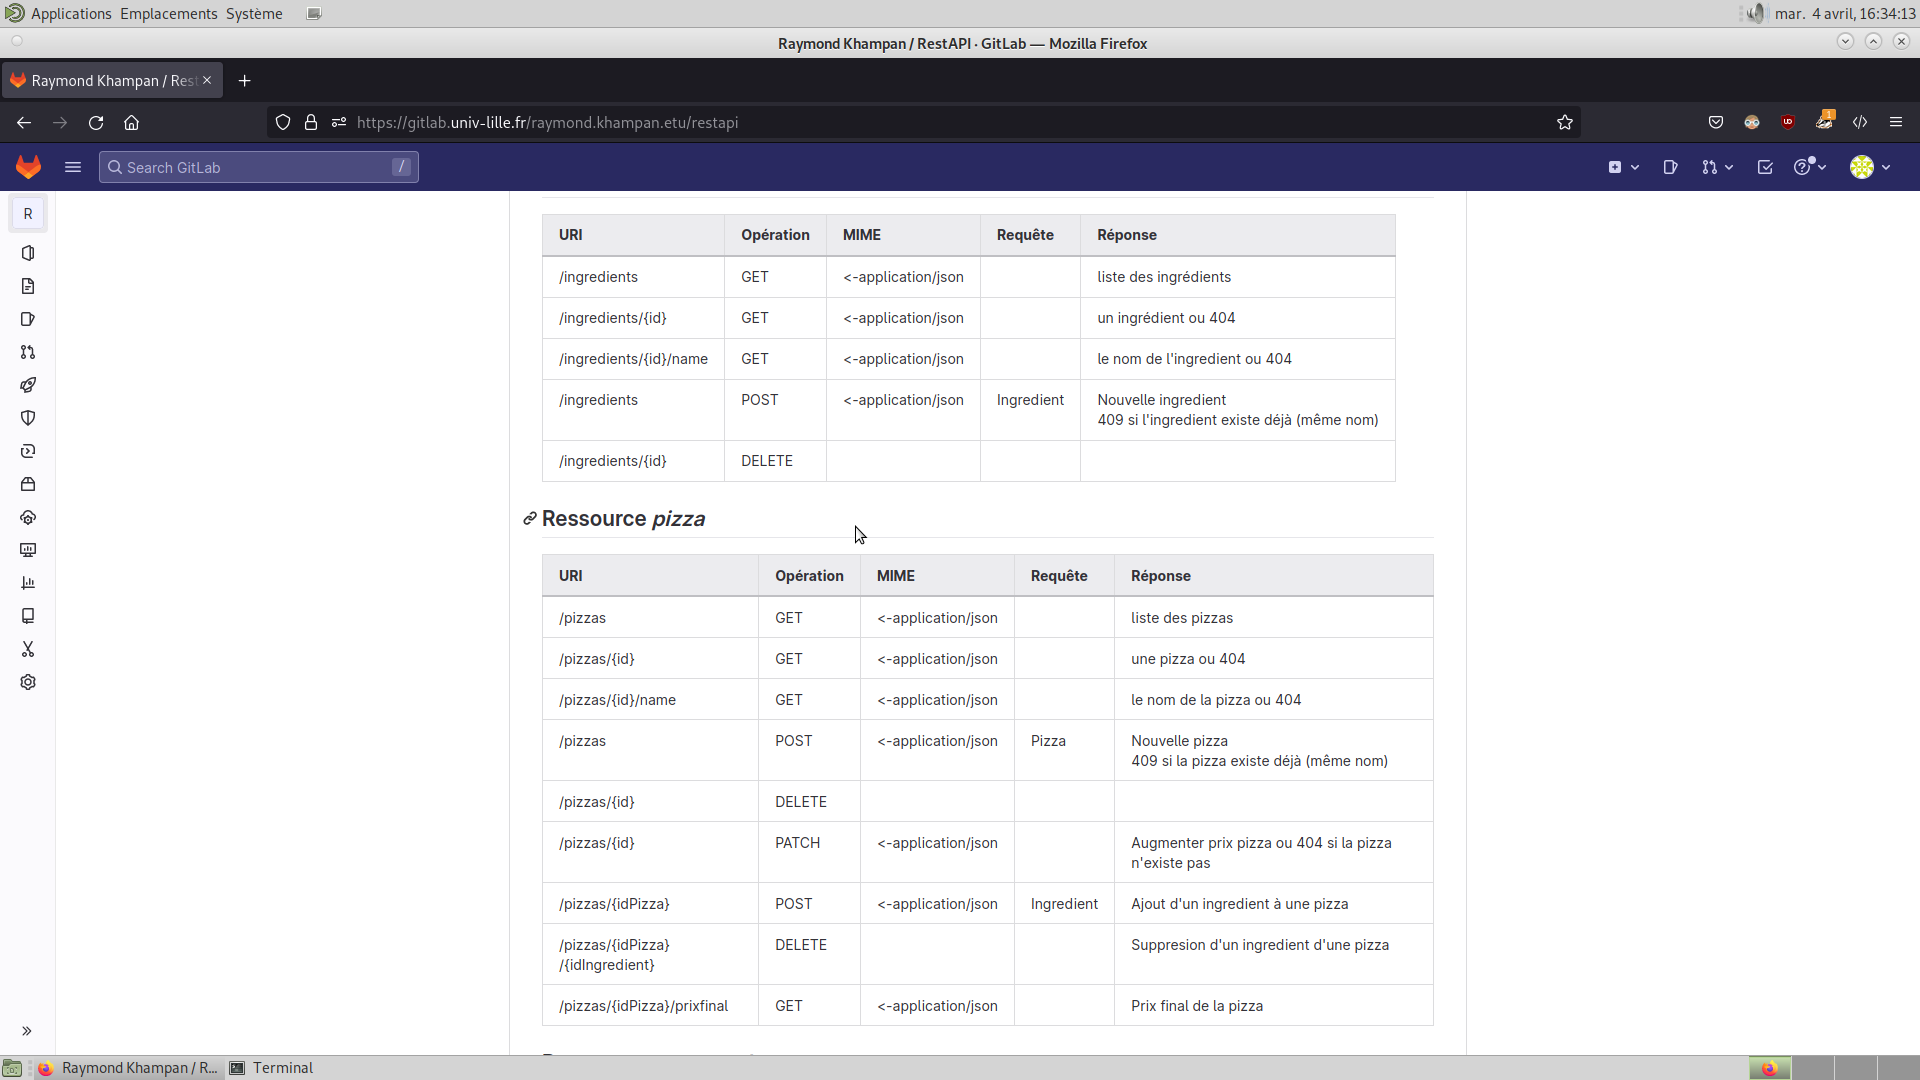 Applications Emplacements Système mar. 4 avril, 16:34:13
Raymond Khampan / RestAPI · GitLab — Mozilla Firefox
Raymond Khampan / Res
https://gitlab.univ-lille.fr/raymond.khampan.etu/restapi 1
Search GitLab /
R
URI Opération MIME Requête Réponse
/ingredients GET <-application/json liste des ingrédients
/ingredients/{id} GET <-application/json un ingrédient ou 404
/ingredients/{id}/name GET <-application/json le nom de l'ingredient ou 404
/ingredients POST <-application/json Ingredient Nouvelle ingredient
409 si l'ingredient existe déjà (même nom)
/ingredients/{id} DELETE
Ressource pizza
URI Opération MIME Requête Réponse
/pizzas GET <-application/json liste des pizzas
/pizzas/{id} GET <-application/json une pizza ou 404
/pizzas/{id}/name GET <-application/json le nom de la pizza ou 404
/pizzas POST <-application/json Pizza Nouvelle pizza
409 si la pizza existe déjà (même nom)
/pizzas/{id} DELETE
/pizzas/{id} PATCH <-application/json Augmenter prix pizza ou 404 si la pizza
n'existe pas
/pizzas/{idPizza} POST <-application/json Ingredient Ajout d'un ingredient à une pizza
/pizzas/{idPizza} DELETE Suppresion d'un ingredient d'une pizza
/{idIngredient}
/pizzas/{idPizza}/prixfinal GET <-application/json Prix final de la pizza
Raymond Khampan / R... Terminal